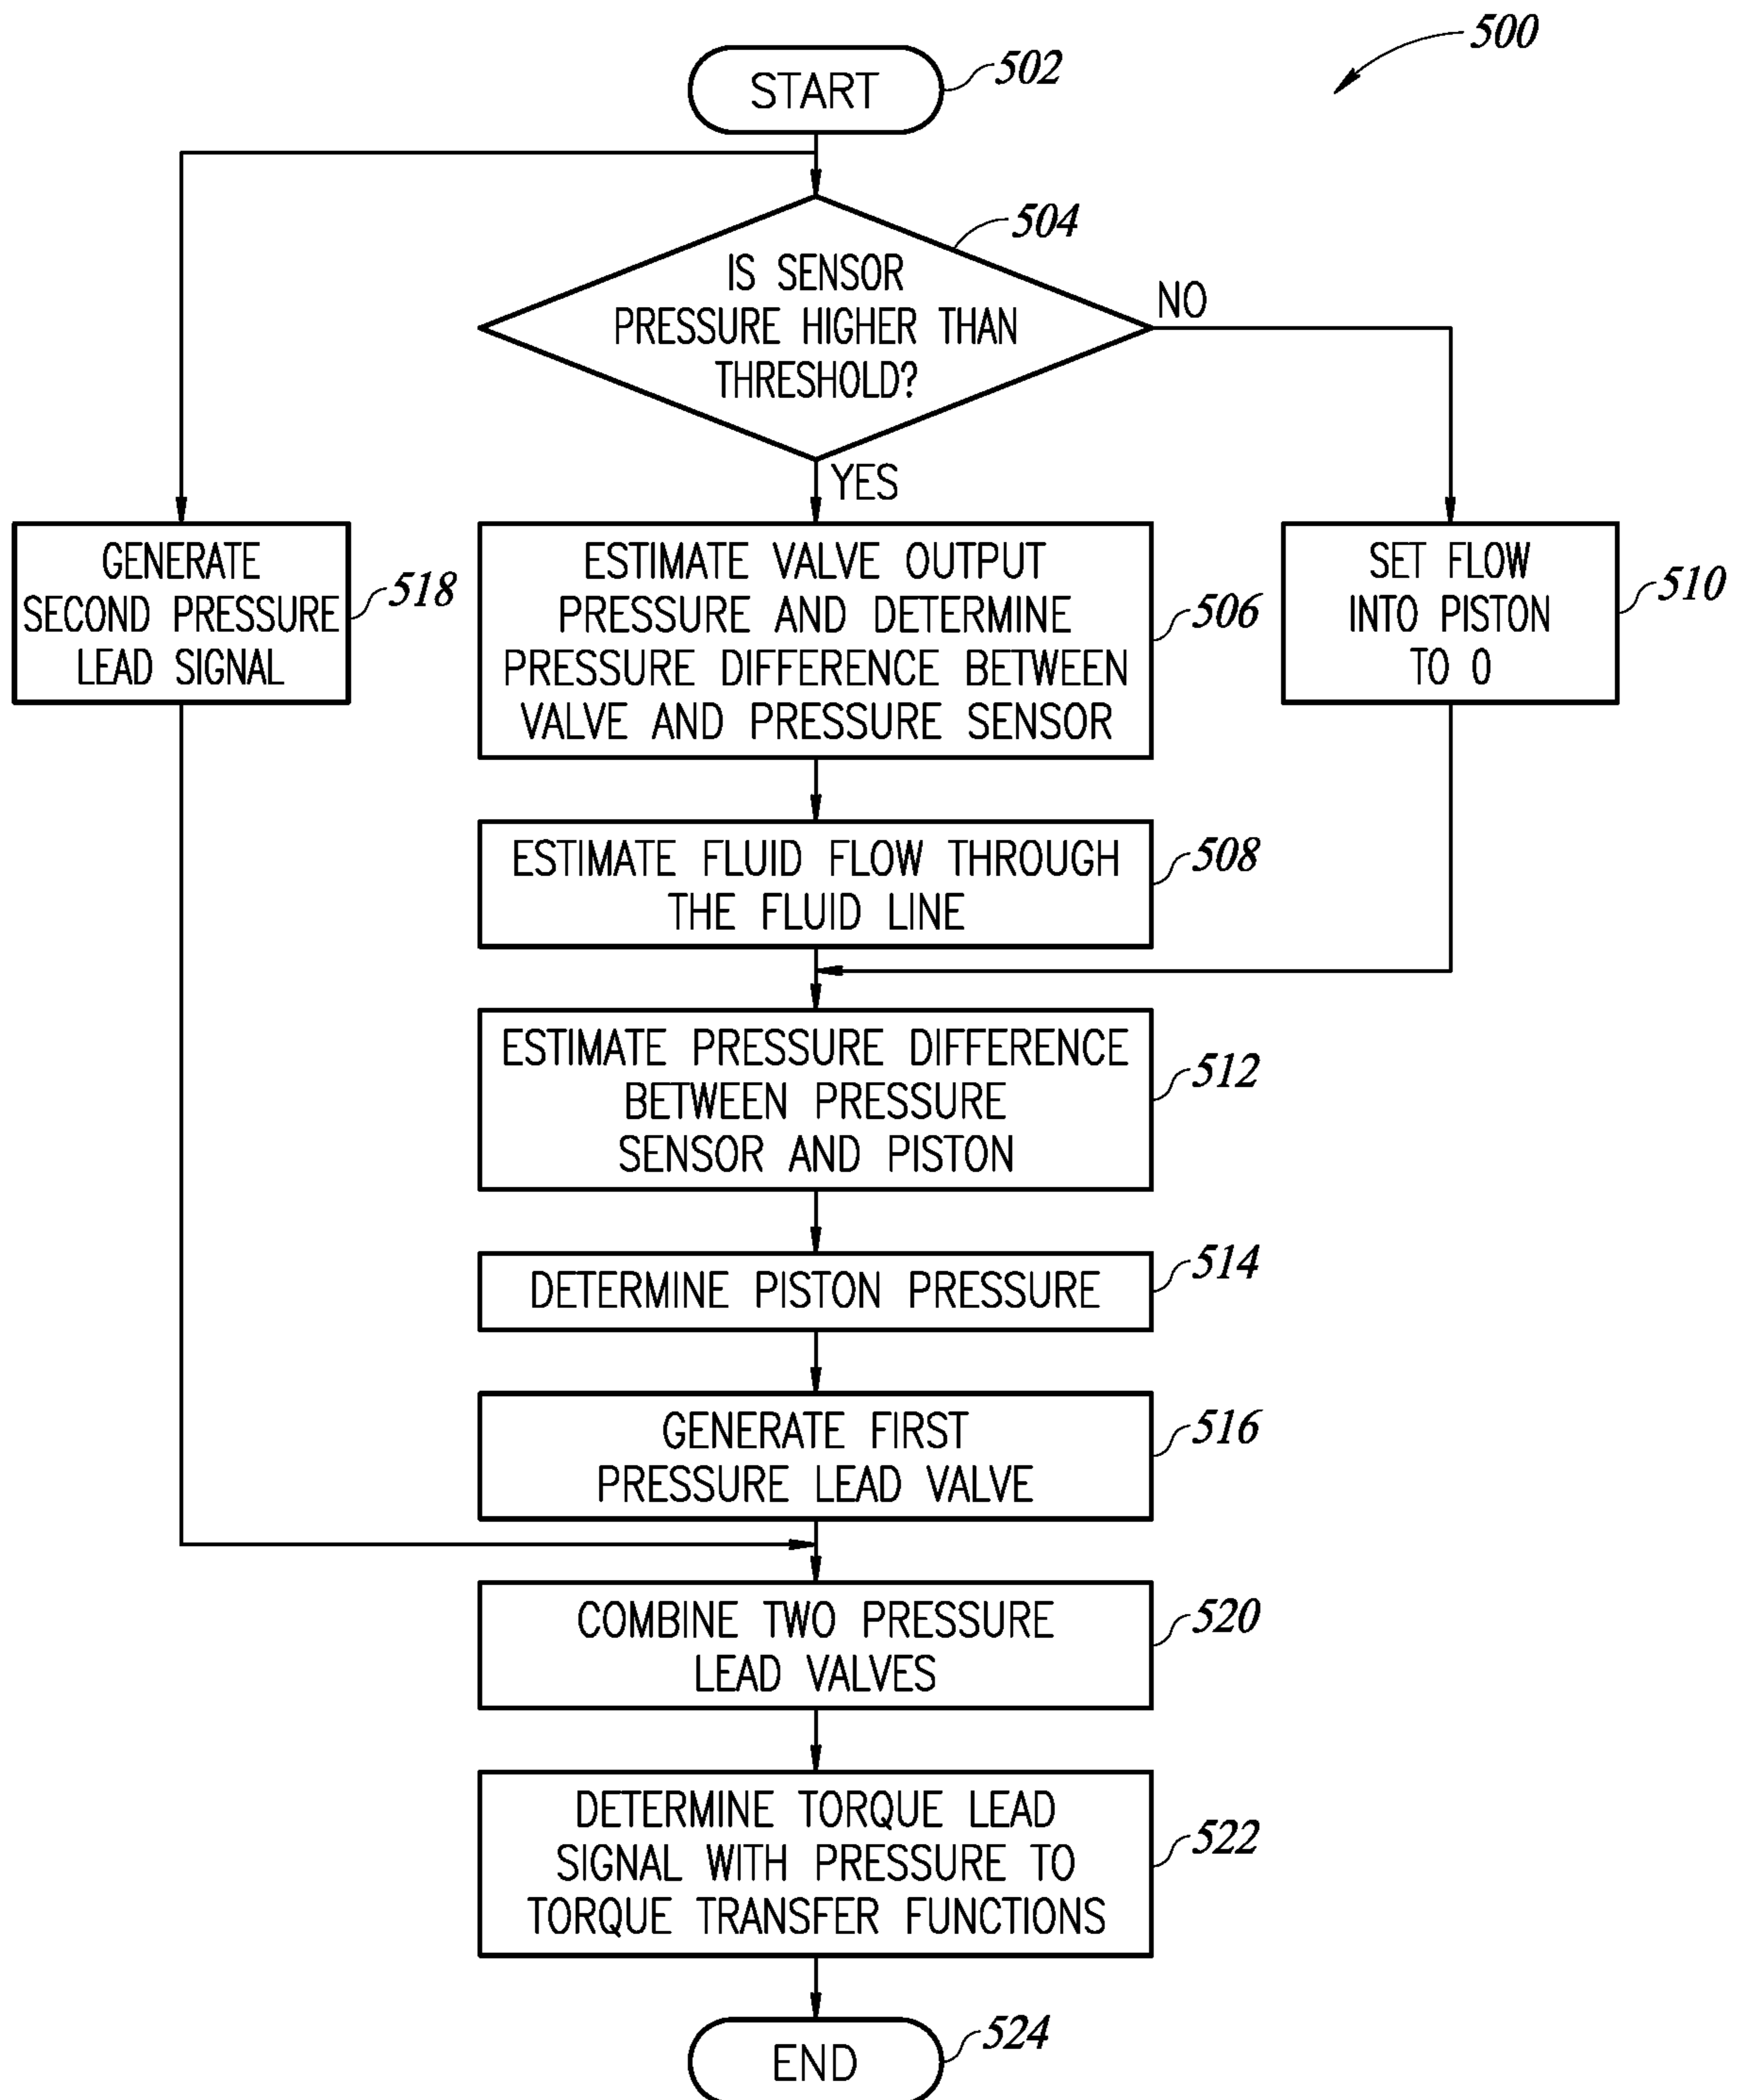 500
START
502
504
IS SENSOR
PRESSURE HIGHER THAN
THRESHOLD?
NO
YES
GENERATE
SECOND PRESSURE
LEAD SIGNAL
518
ESTIMATE VALVE OUTPUT
PRESSURE AND DETERMINE
PRESSURE DIFFERENCE BETWEEN
VALVE AND PRESSURE SENSOR
506
SET FLOW
INTO PISTON
TO 0
510
ESTIMATE FLUID FLOW THROUGH
THE FLUID LINE
508
ESTIMATE PRESSURE DIFFERENCE
BETWEEN PRESSURE
SENSOR AND PISTON
512
DETERMINE PISTON PRESSURE
514
GENERATE FIRST
PRESSURE LEAD VALVE
516
COMBINE TWO PRESSURE
LEAD VALVES
520
DETERMINE TORQUE LEAD
SIGNAL WITH PRESSURE TO
TORQUE TRANSFER FUNCTIONS
522
END
524